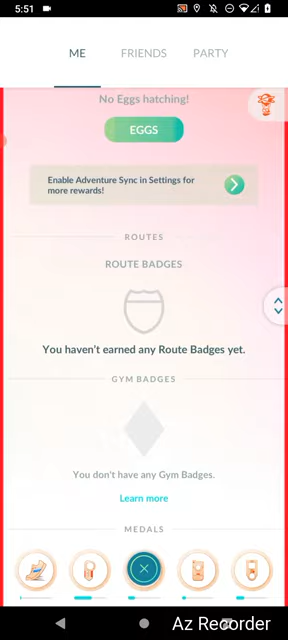 5:51
ME
FRIENDS
PARTY
No Eggs hatching!
EGGS
Enable Adventure Sync in Settings for
more rewards!
ROUTES
ROUTE BADGES
You haven't earned any Route Badges yet.
GYM BADGES
You don't have any Gym Badges.
Learn more
MEDALS
Az Recorder